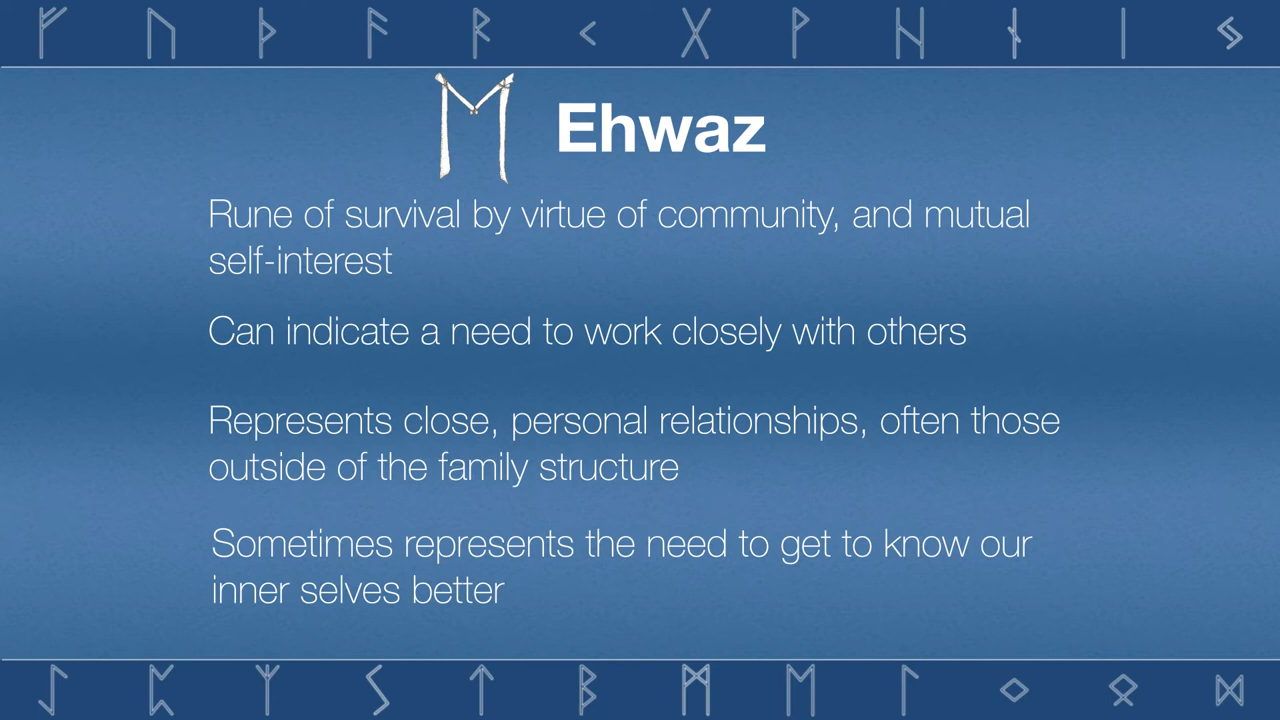 ᚠ ᚢ ᚦ ᚨ ᚱ ᚲ ᚷ ᚹ ᚺ ᚾ ᛁ ᛃ
ᛖ Ehwaz
Rune of survival by virtue of community, and mutual
self-interest
Can indicate a need to work closely with others
Represents close, personal relationships, often those
outside of the family structure
Sometimes represents the need to get to know our
inner selves better
ᛇ ᛈ ᛉ ᛊ ᛏ ᛒ ᛗ ᛖ ᛚ ᛜ ᛟ ᛞ